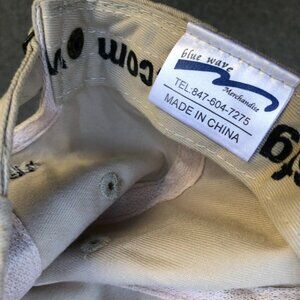 blue wave
Merchandise
TEL:847-604-7275
MADE IN CHINA
com